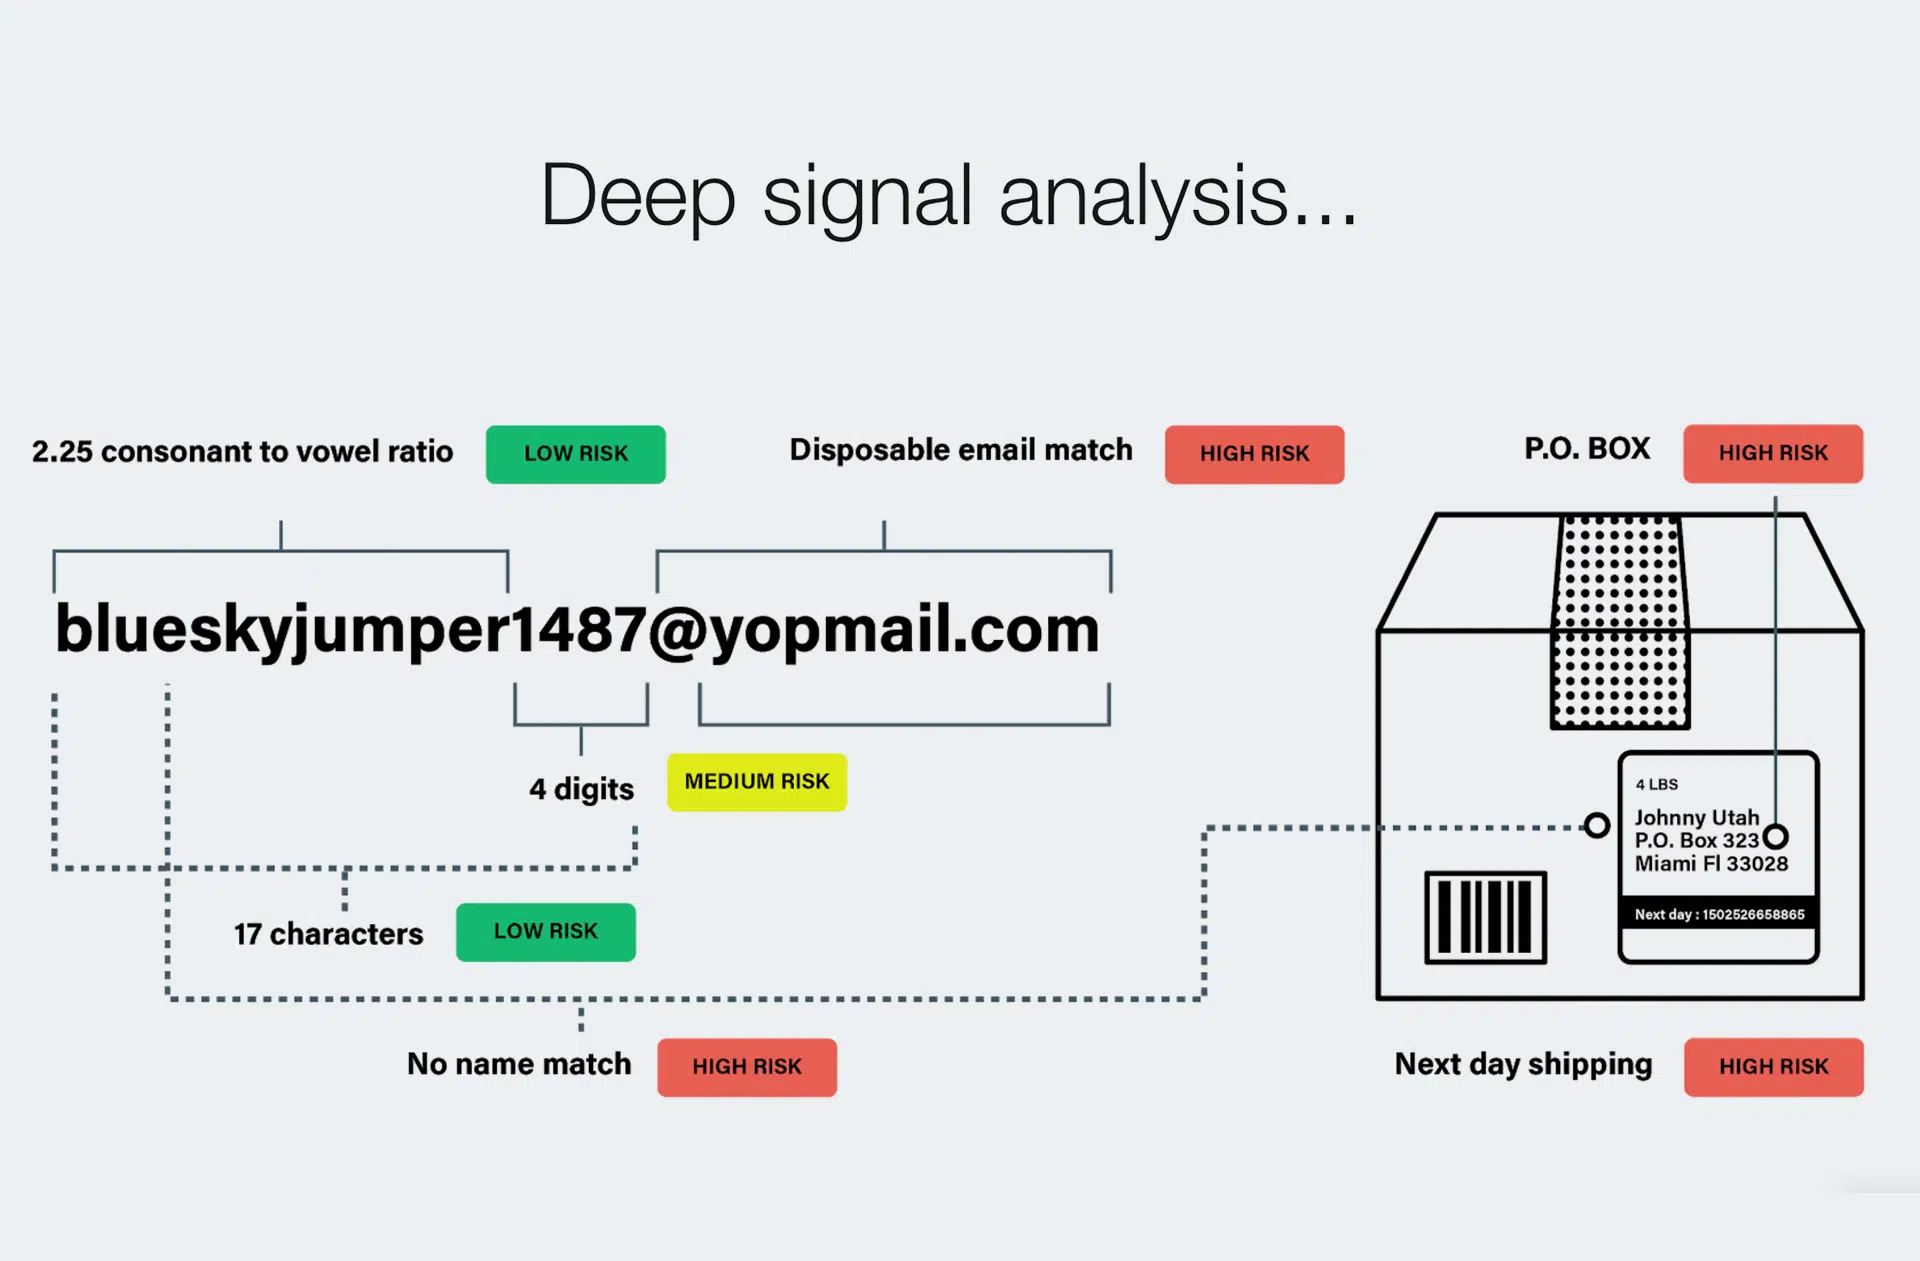 Deep signal analysis...
2.25 consonant to vowel ratio
LOW RISK
Disposable email match
HIGH RISK
P.O. BOX
HIGH RISK
blueskyjumper1487@yopmail.com
4 digits
MEDIUM RISK
17 characters
LOW RISK
No name match
HIGH RISK
4 LBS
Johnny Utah
P.O. Box 323
Miami Fl 33028
Next day : 1502526658865
Next day shipping
HIGH RISK